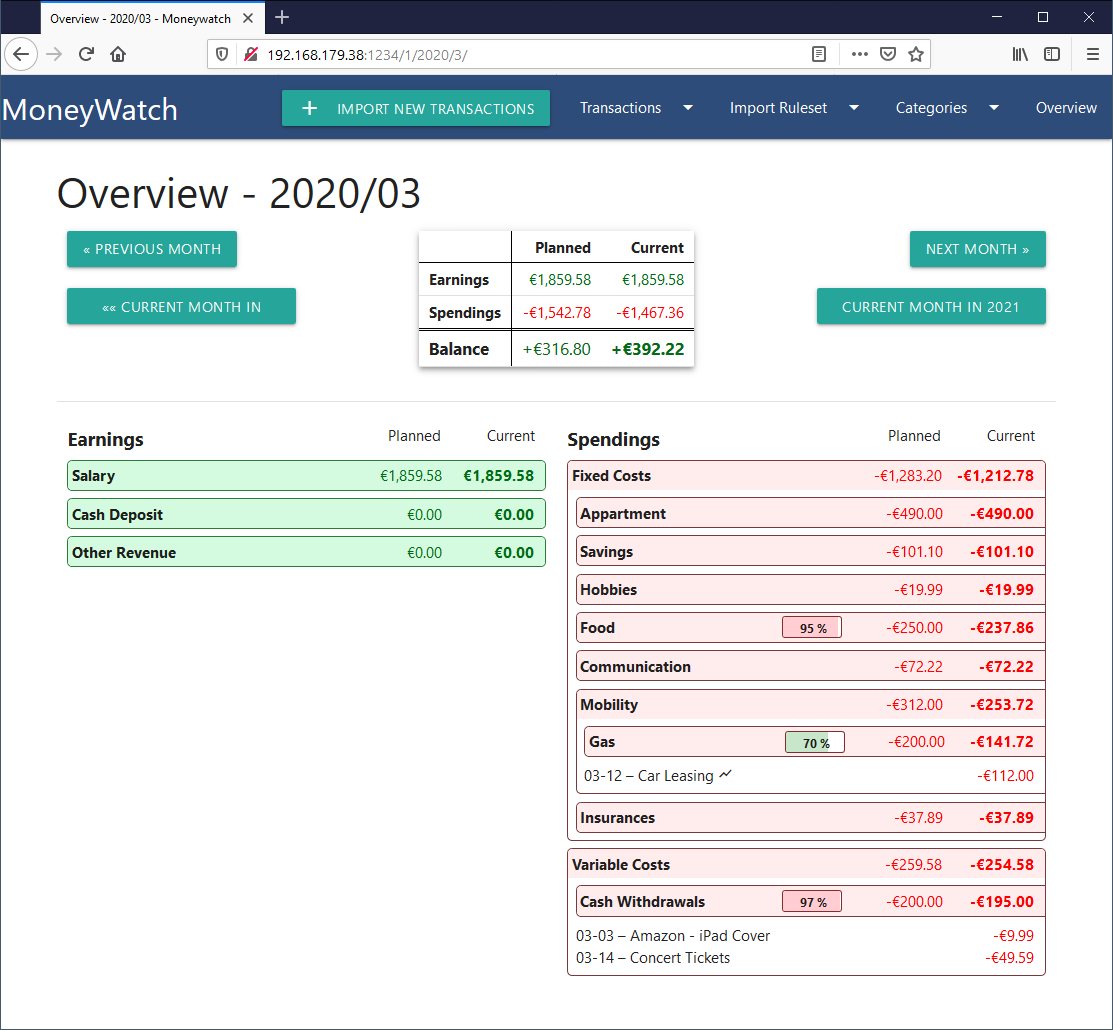 Overview - 2020/03 - Moneywatch
192.168.179.38:1234/1/2020/3/
MoneyWatch
IMPORT NEW TRANSACTIONS
Transactions
Import Ruleset
Categories
Overview
Overview - 2020/03
« PREVIOUS MONTH
NEXT MONTH »
«« CURRENT MONTH IN
CURRENT MONTH IN 2021
Planned Current
Earnings €1,859.58 €1,859.58
Spendings -€1,542.78 -€1,467.36
Balance +€316.80 +€392.22
Earnings Planned Current
Salary €1,859.58 €1,859.58
Cash Deposit €0.00 €0.00
Other Revenue €0.00 €0.00
Spendings Planned Current
Fixed Costs -€1,283.20 -€1,212.78
Appartment -€490.00 -€490.00
Savings -€101.10 -€101.10
Hobbies -€19.99 -€19.99
Food 95 % -€250.00 -€237.86
Communication -€72.22 -€72.22
Mobility -€312.00 -€253.72
Gas 70 % -€200.00 -€141.72
03-12 – Car Leasing -€112.00
Insurances -€37.89 -€37.89
Variable Costs -€259.58 -€254.58
Cash Withdrawals 97 % -€200.00 -€195.00
03-03 – Amazon - iPad Cover -€9.99
03-14 – Concert Tickets -€49.59